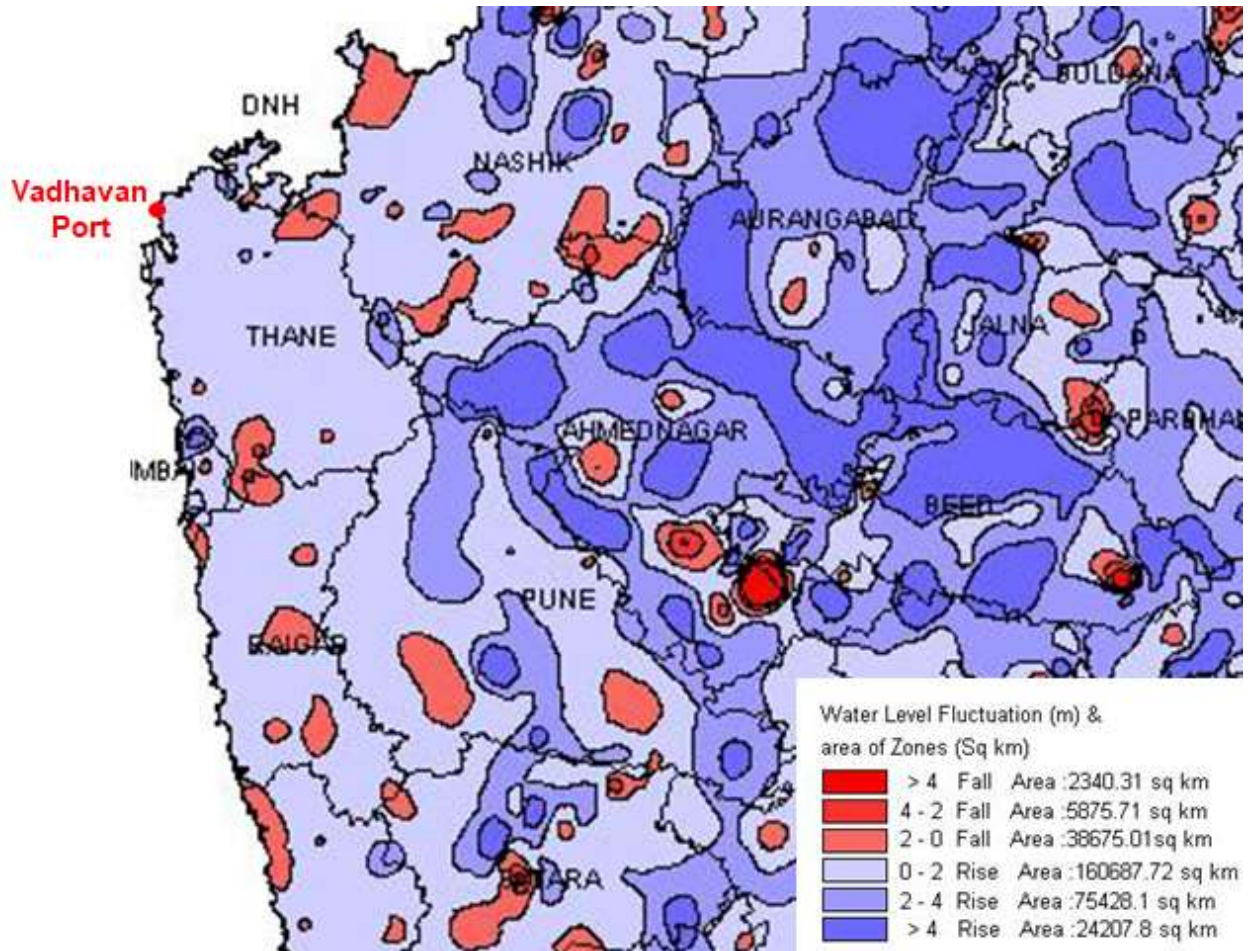 BULDANA
DNH
NASHIK
Vadhavan
Port
AURANGABAD
THANE
JALNA
AHMEDNAGAR
PARBHAN
BEED
PUNE
RAIGAR
Water Level Fluctuation (m) &
area of Zones (Sq km)
> 4 Fall Area :2340.31 sq km
4 - 2 Fall Area :5875.71 sq km
2 - 0 Fall Area :38675.01sq km
0 - 2 Rise Area :160687.72 sq km
2 - 4 Rise Area :75428.1 sq km
> 4 Rise Area :24207.8 sq km